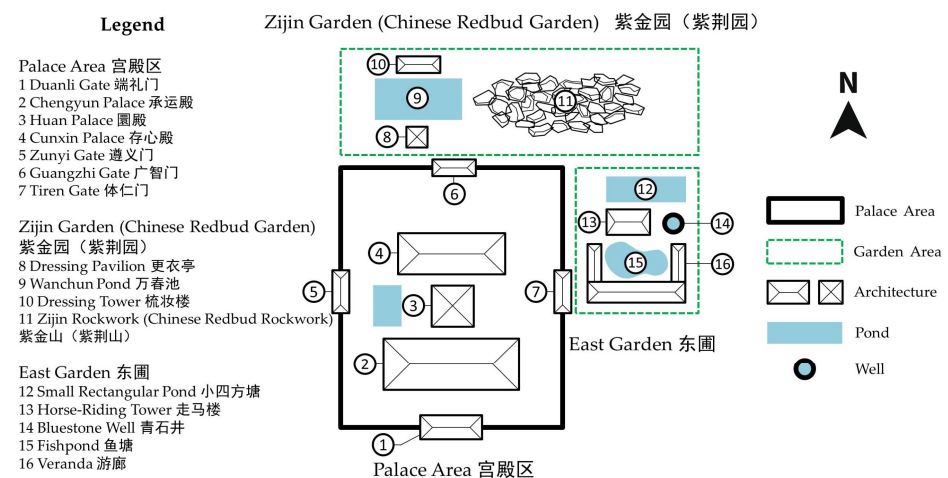 Legend
Palace Area 宫殿区
1 Duanli Gate 端礼门
2 Chengyun Palace 承运殿
3 Huan Palace 圜殿
4 Cunxin Palace 存心殿
5 Zunyi Gate 遵义门
6 Guangzhi Gate 广智门
7 Tiren Gate 体仁门
Zijin Garden (Chinese Redbud Garden)
紫金园（紫荆园）
8 Dressing Pavilion 更衣亭
9 Wanchun Pond 万春池
10 Dressing Tower 梳妆楼
11 Zijin Rockwork (Chinese Redbud Rockwork)
紫金山（紫荆山）
East Garden 东圃
12 Small Rectangular Pond 小四方塘
13 Horse-Riding Tower 走马楼
14 Bluestone Well 青石井
15 Fishpond 鱼塘
16 Veranda 游廊
Zijin Garden (Chinese Redbud Garden) 紫金园（紫荆园）
10
9
11
8
6
12
13
14
15
16
4
5
3
7
2
1
East Garden 东圃
Palace Area 宫殿区
N
Palace Area
Garden Area
Architecture
Pond
Well